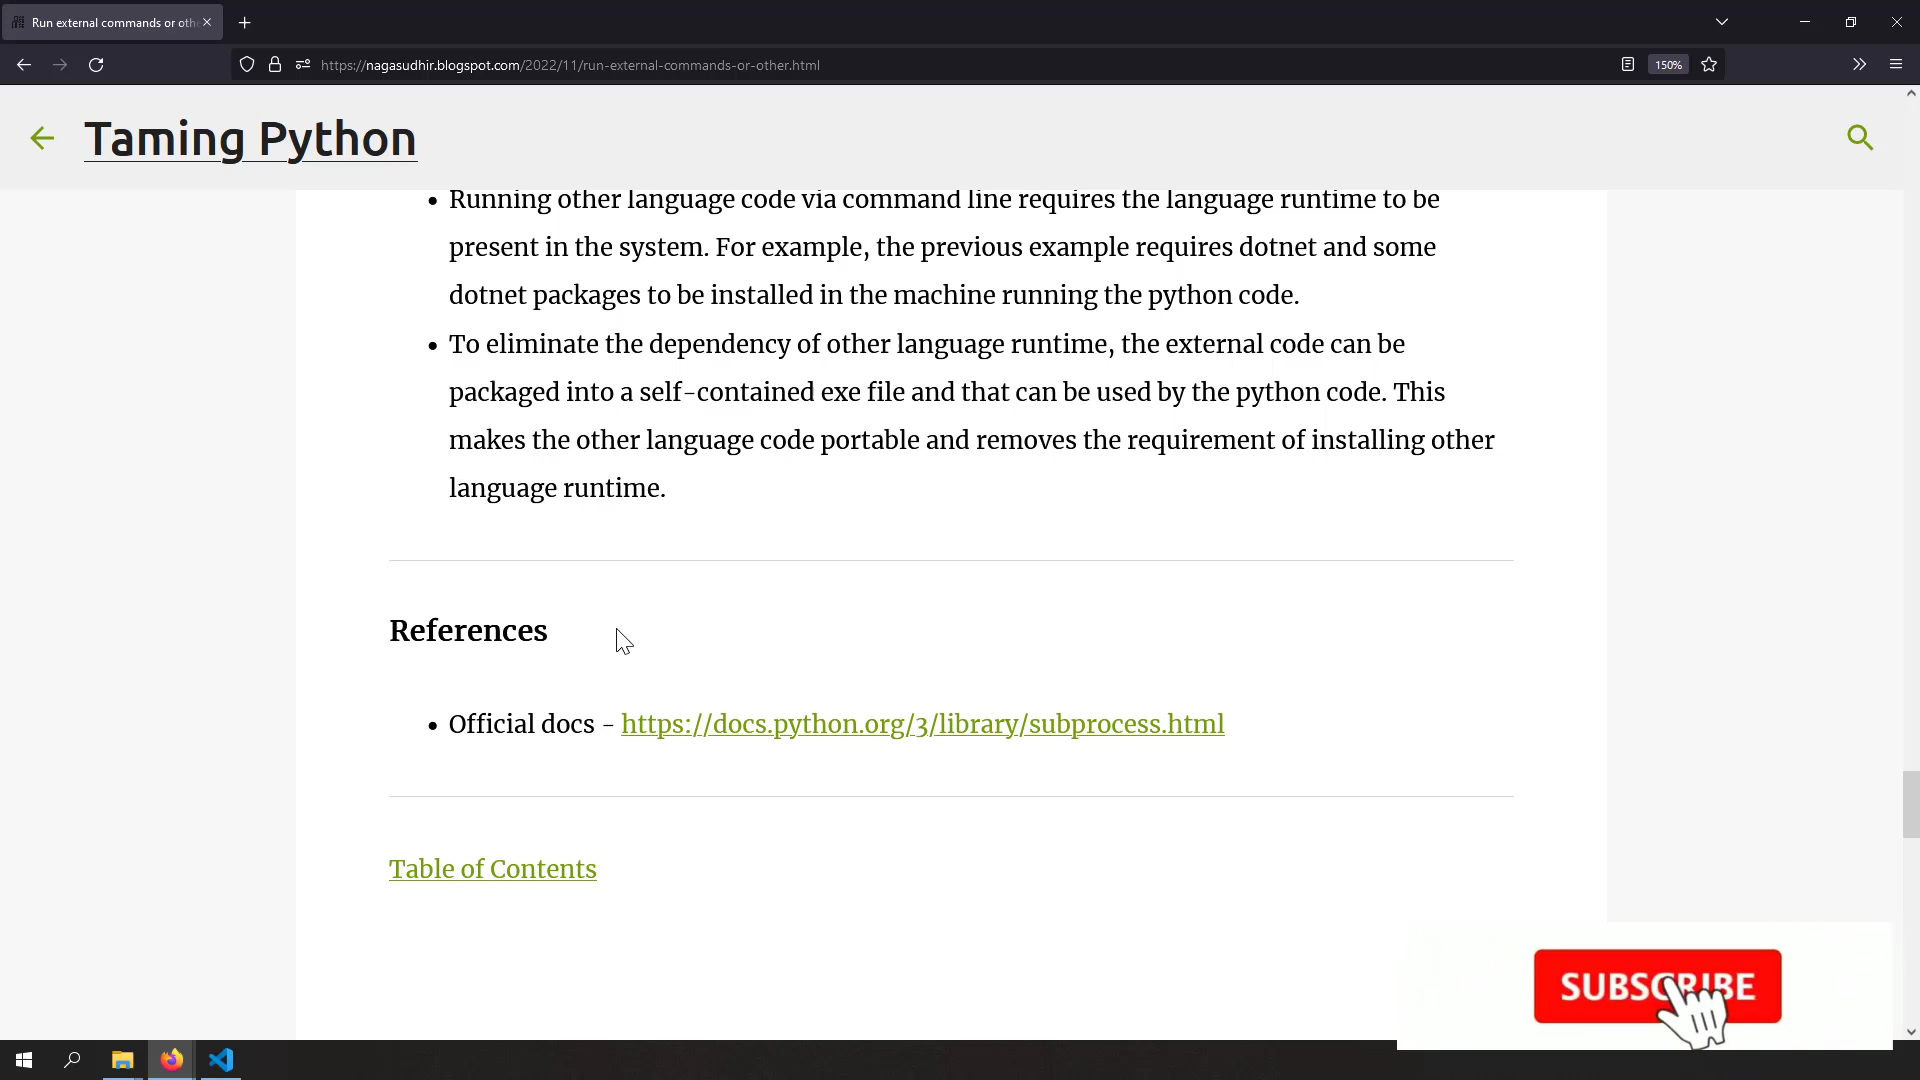 Run external commands or oth
https://nagasudhir.blogspot.com/2022/11/run-external-commands-or-other.html
150%
Taming Python
• Running other language code via command line requires the language runtime to be
present in the system. For example, the previous example requires dotnet and some
dotnet packages to be installed in the machine running the python code.
• To eliminate the dependency of other language runtime, the external code can be
packaged into a self-contained exe file and that can be used by the python code. This
makes the other language code portable and removes the requirement of installing other
language runtime.
References
• Official docs - https://docs.python.org/3/library/subprocess.html
Table of Contents
SUBSCRIBE